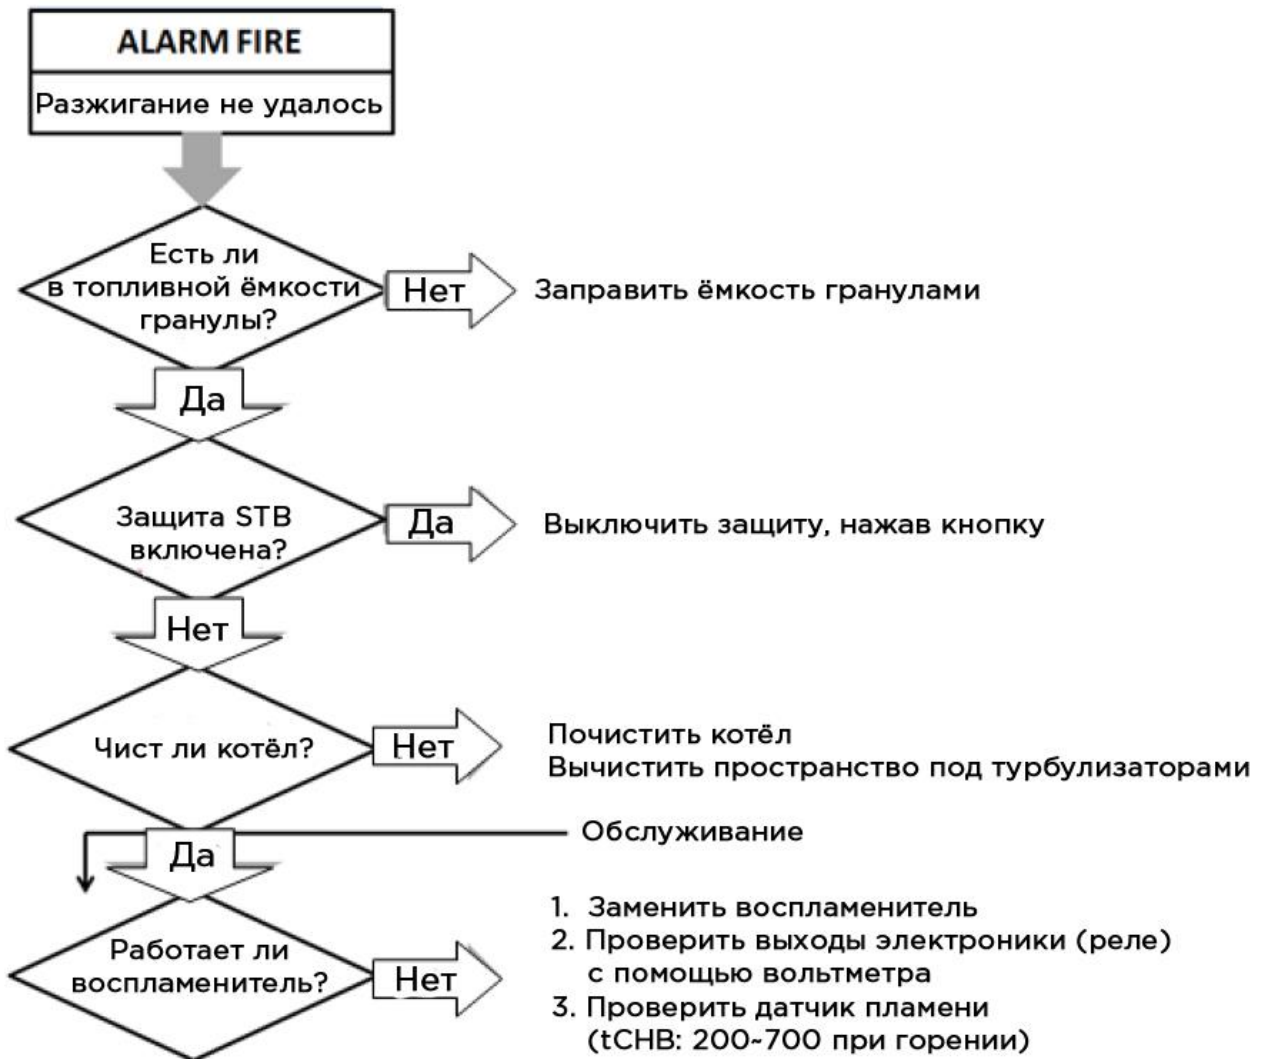 ALARM FIRE
Разжигание не удалось
Есть ли
в топливной ёмкости
гранулы?
Нет
Заправить ёмкость гранулами
Да
Защита STB
включена?
Да
Выключить защиту, нажав кнопку
Нет
Чист ли котёл?
Нет
Почистить котёл
Вычистить пространство под турбулизаторами
Обслуживание
Да
Работает ли
воспламенитель?
Нет
1. Заменить воспламенитель
2. Проверить выходы электроники (реле)
с помощью вольтметра
3. Проверить датчик пламени
(tCHB: 200~700 при горении)